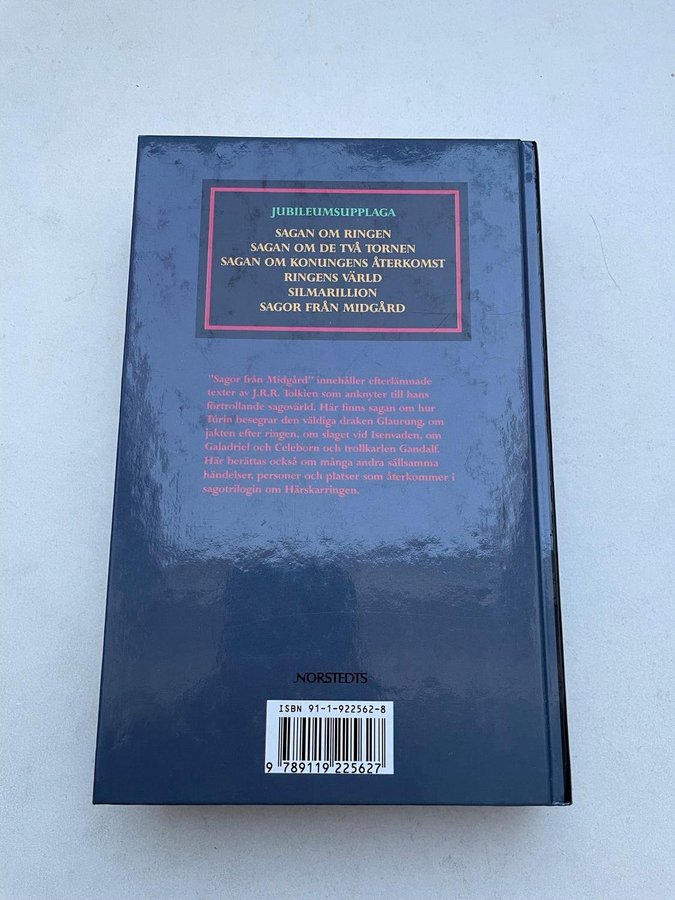 JUBILEUMSUPPLAGA
SAGAN OM RINGEN
SAGAN OM DE TVÅ TORNEN
SAGAN OM KONUNGENS ÅTERKOMST
RINGENS VÄRLD
SILMARILLION
SAGOR FRÅN MIDGÅRD
"Sagor från Midgård" innehåller efterlämnade
texter av J.R.R. Tolkien som anknyter till hans
förtrollande sagovärld. Här finns sagan om hur
Túrin besegrar den väldiga draken Glaurung, om
jakten efter ringen, om slaget vid Isenvaden, om
Galadriel och Celeborn och trollkarlen Gandalf.
Här berättas också om många andra sällsamma
händelser, personer och platser som återkommer i
sagotrilogin om Härskarringen.
NORSTEDTS
ISBN 91-1-922562-8
9 789119 225627